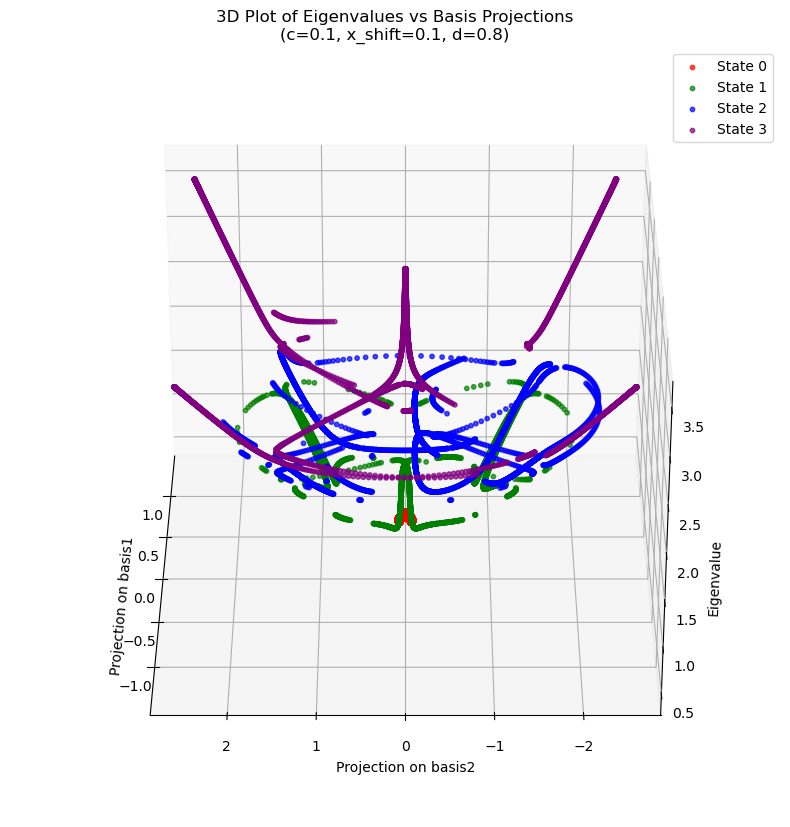 3D Plot of Eigenvalues vs Basis Projections
(c=0.1, x_shift=0.1, d=0.8)
State 0
State 1
State 2
State 3
3.5
3.0
2.5
2.0
1.5
1.0
0.5
Eigenvalue
1.0
0.5
0.0
−0.5
−1.0
Projection on basis1
2
1
0
−1
−2
Projection on basis2